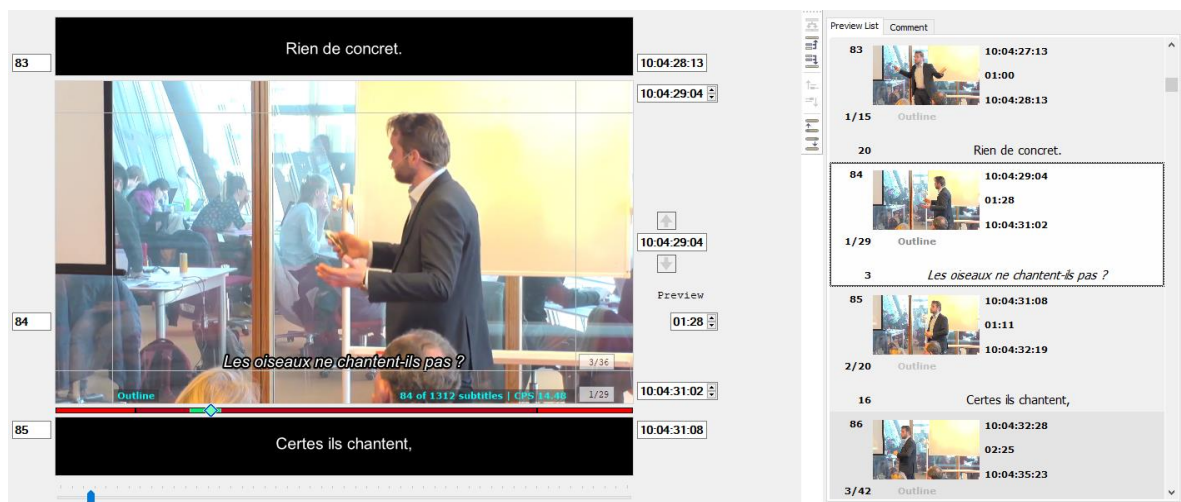 Rien de concret.
83
10:04:28:13
10:04:29:04
10:04:29:04
Preview
84
01:28
Les oiseaux ne chantent-ils pas ?
3/36
Outline
84 of 1312 subtitles | CPS 14.48
1/29
10:04:31:02
85
10:04:31:08
Certes ils chantent,
Preview List
Comment
83
10:04:27:13
01:00
10:04:28:13
1/15
Outline
20
Rien de concret.
84
10:04:29:04
01:28
10:04:31:02
1/29
Outline
3
Les oiseaux ne chantent-ils pas ?
85
10:04:31:08
01:11
10:04:32:19
2/20
Outline
16
Certes ils chantent,
86
10:04:32:28
02:25
10:04:35:23
3/42
Outline